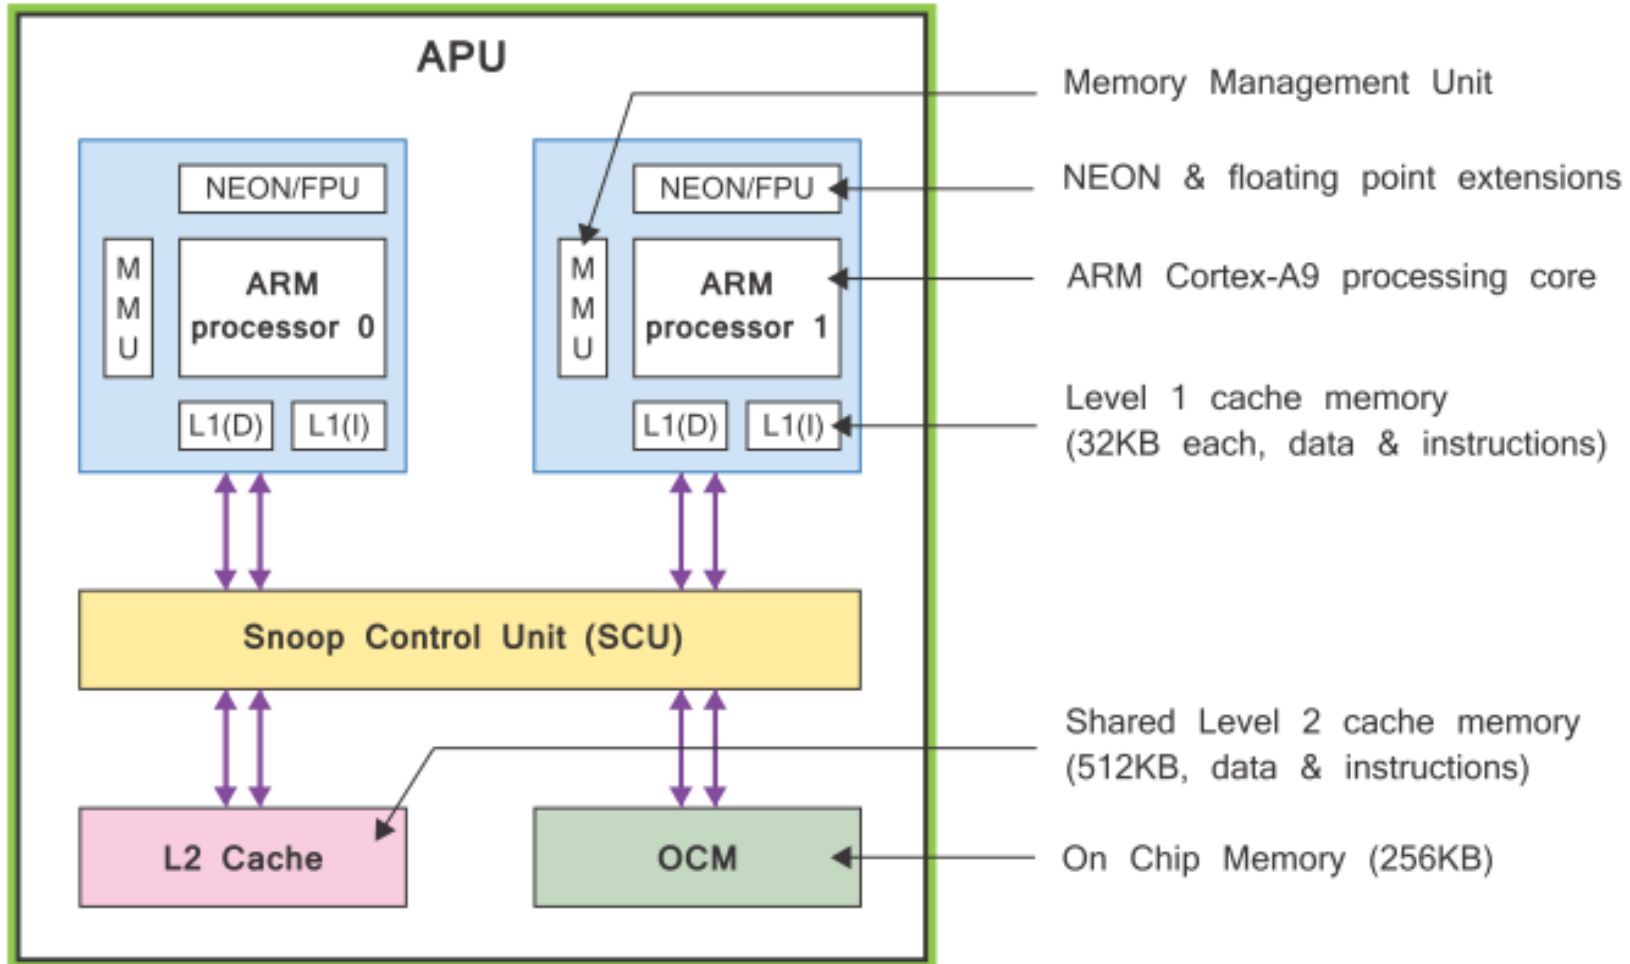 APU
NEON/FPU
M
M
U
ARM
processor 0
L1(D)
L1(I)
NEON/FPU
M
M
U
ARM
processor 1
L1(D)
L1(I)
Snoop Control Unit (SCU)
L2 Cache
OCM
Memory Management Unit
NEON & floating point extensions
ARM Cortex-A9 processing core
Level 1 cache memory
(32KB each, data & instructions)
Shared Level 2 cache memory
(512KB, data & instructions)
On Chip Memory (256KB)